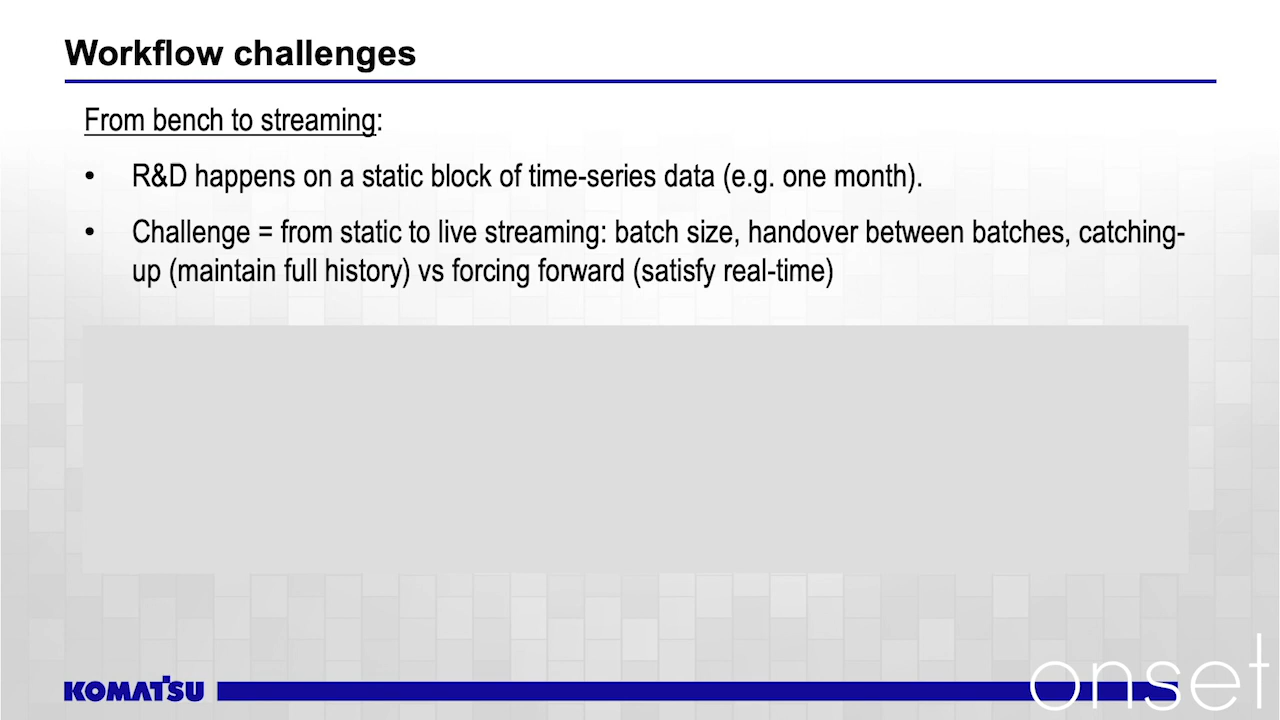 Workflow challenges
From bench to streaming:
• R&D happens on a static block of time-series data (e.g. one month).
• Challenge = from static to live streaming: batch size, handover between batches, catching-
up (maintain full history) vs forcing forward (satisfy real-time)
KOMATSU
onset